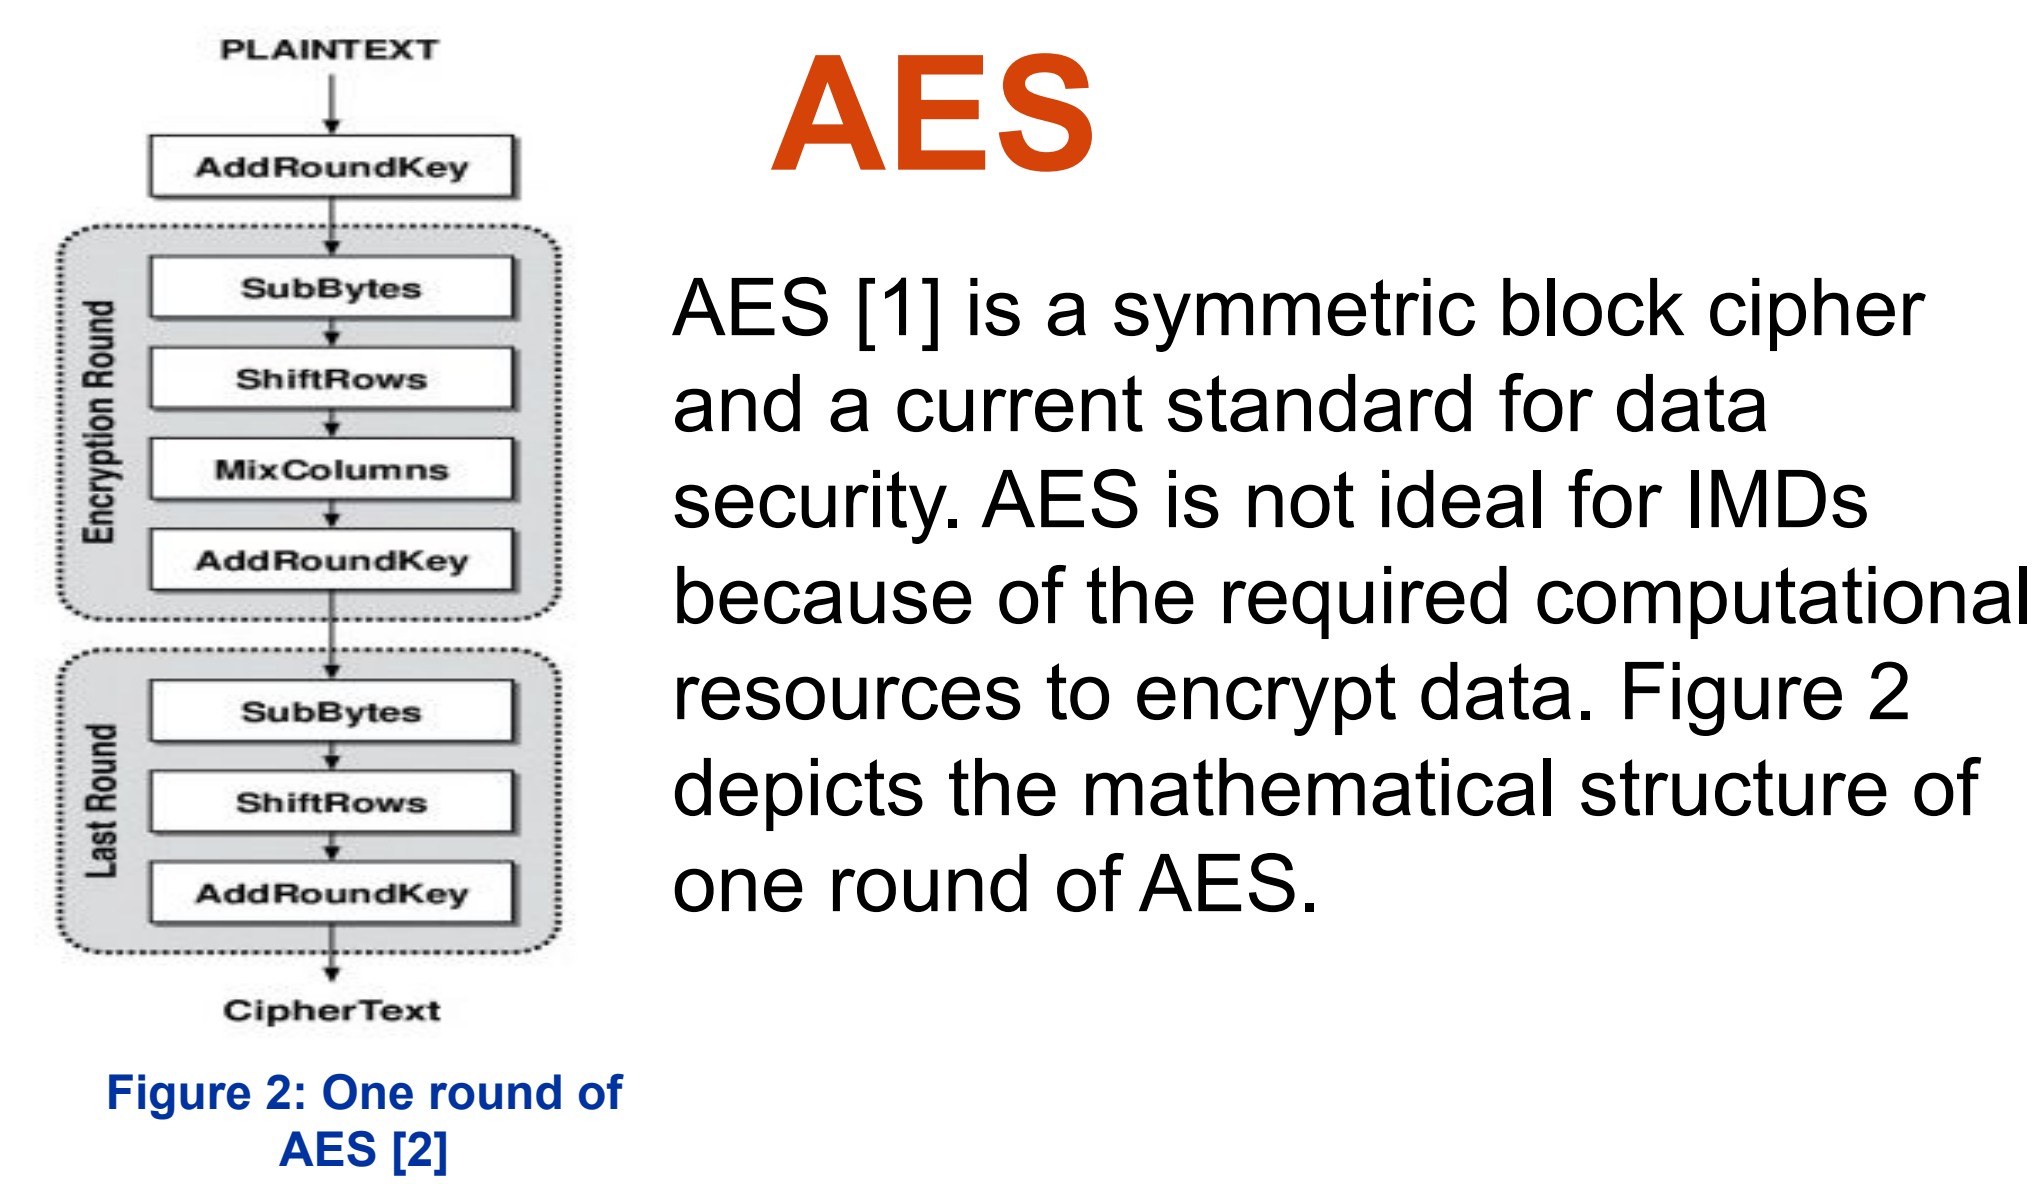 PLAINTEXT
AddRoundKey
Encryption Round
SubBytes
ShiftRows
MixColumns
AddRoundKey
Last Round
SubBytes
ShiftRows
AddRoundKey
CipherText
Figure 2: One round of
AES [2]
AES
AES [1] is a symmetric block cipher
and a current standard for data
security. AES is not ideal for IMDs
because of the required computational
resources to encrypt data. Figure 2
depicts the mathematical structure of
one round of AES.